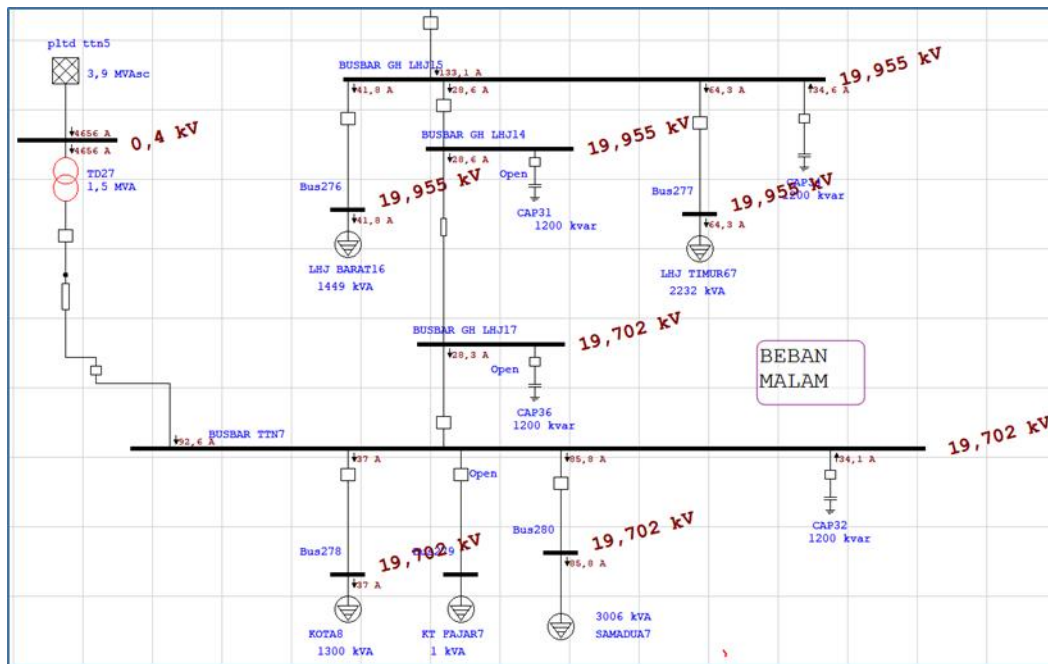 pltd ttn5
3,9 MVAsc
4656 A
0,4 kV
4656 A
TD27
1,5 MVA
BUSBAR GH LHJ15
133,1 A
19,955 kV
41,8 A
28,6 A
64,3 A
34,6 A
BUSBAR GH LHJ14
19,955 kV
28,6 A
Open
CAP31
1200 kvar
1200 kvar
Bus276
19,955 kV
41,8 A
LHJ BARAT16
1449 kVA
Bus277
19,955 kV
64,3 A
LHJ TIMUR67
2232 kVA
BUSBAR GH LHJ17
19,702 kV
28,3 A
Open
CAP36
1200 kvar
BEBAN
MALAM
92,6 A
BUSBAR TTN7
19,702 kV
37 A
Open
85,8 A
34,1 A
CAP32
1200 kvar
Bus278
19,702 kV
37 A
KOTA8
1300 kVA
KT FAJAR7
1 kVA
Bus280
19,702 kV
85,8 A
3006 kVA
SAMADUA7